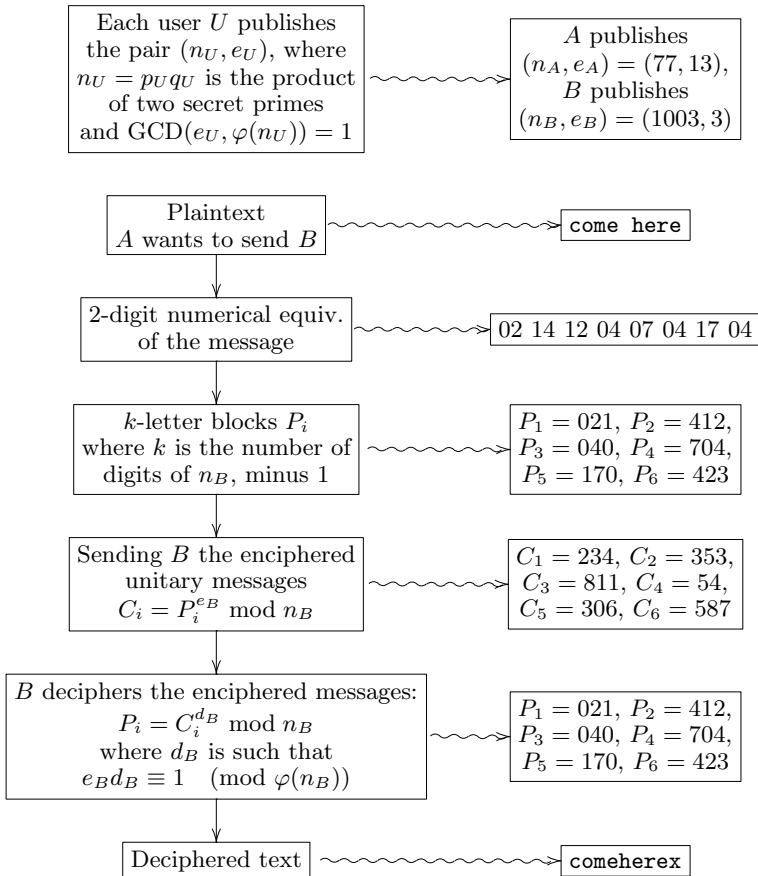 Each user U publishes
the pair (n_U, e_U), where
n_U = p_U q_U is the product
of two secret primes
and GCD(e_U, φ(n_U)) = 1
A publishes
(n_A, e_A) = (77, 13),
B publishes
(n_B, e_B) = (1003, 3)
Plaintext
A wants to send B
come here
2-digit numerical equiv.
of the message
02 14 12 04 07 04 17 04
k-letter blocks P_i
where k is the number of
digits of n_B, minus 1
P_1 = 021, P_2 = 412,
P_3 = 040, P_4 = 704,
P_5 = 170, P_6 = 423
Sending B the enciphered
unitary messages
C_i = P_i^{e_B} mod n_B
C_1 = 234, C_2 = 353,
C_3 = 811, C_4 = 54,
C_5 = 306, C_6 = 587
B deciphers the enciphered messages:
P_i = C_i^{d_B} mod n_B
where d_B is such that
e_B d_B ≡ 1 (mod φ(n_B))
P_1 = 021, P_2 = 412,
P_3 = 040, P_4 = 704,
P_5 = 170, P_6 = 423
Deciphered text
comeherex